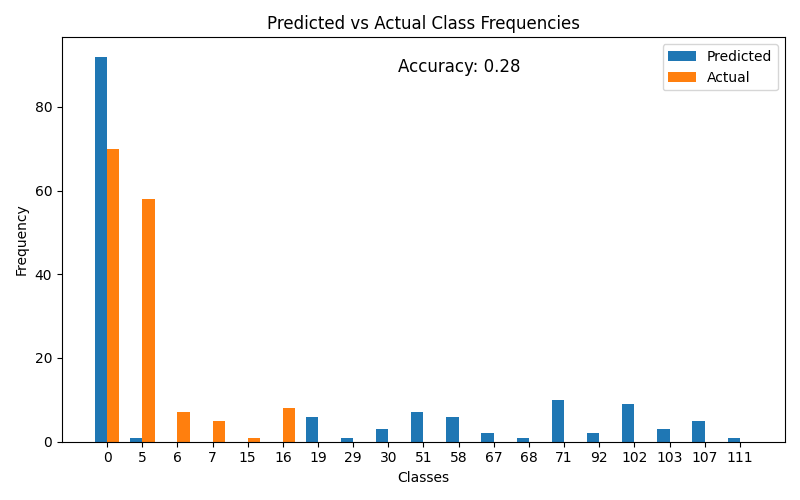 Predicted vs Actual Class Frequencies
Accuracy: 0.28
Predicted
Actual
Frequency
80
60
40
20
0
0 5 6 7 15 16 19 29 30 51 58 67 68 71 92 102 103 107 111
Classes